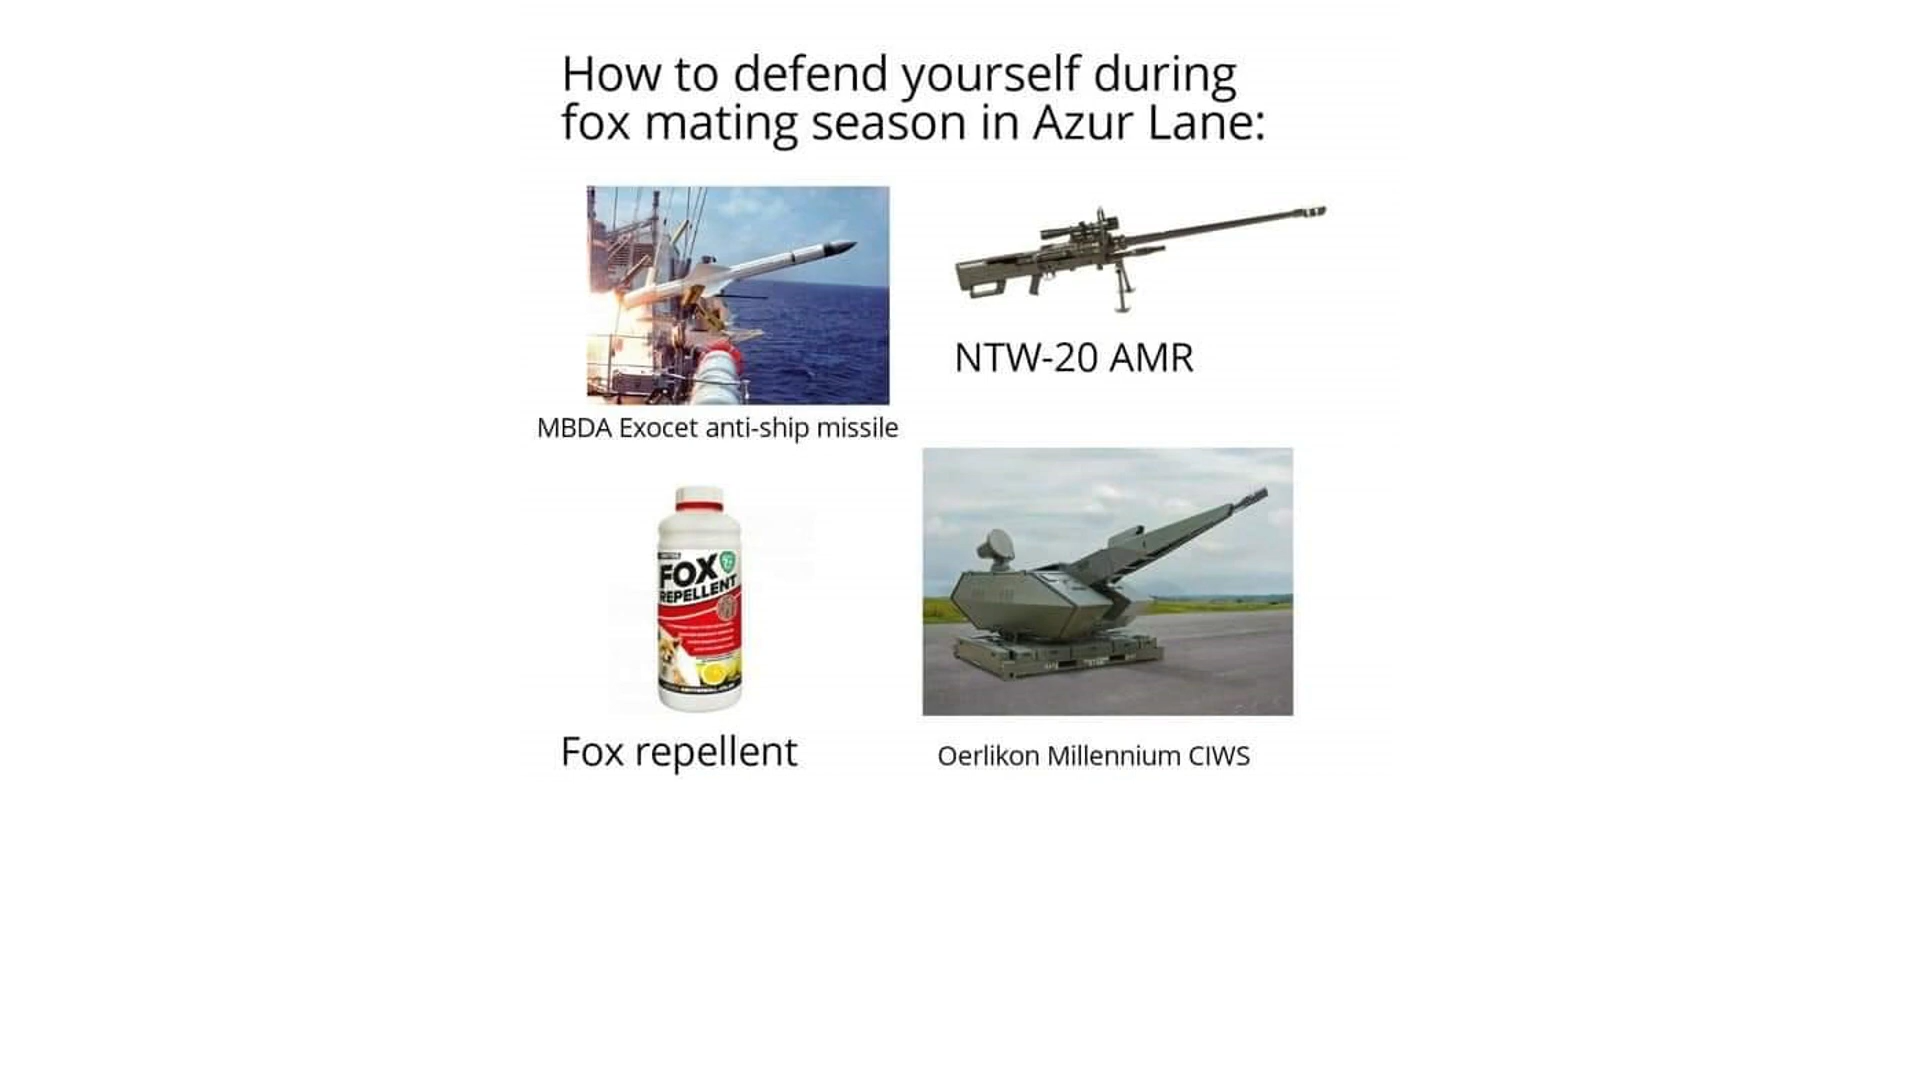 How to defend yourself during
fox mating season in Azur Lane:
NTW-20 AMR
MBDA Exocet anti-ship missile
FOX
REPELLENT
Fox repellent
Oerlikon Millennium CIWS